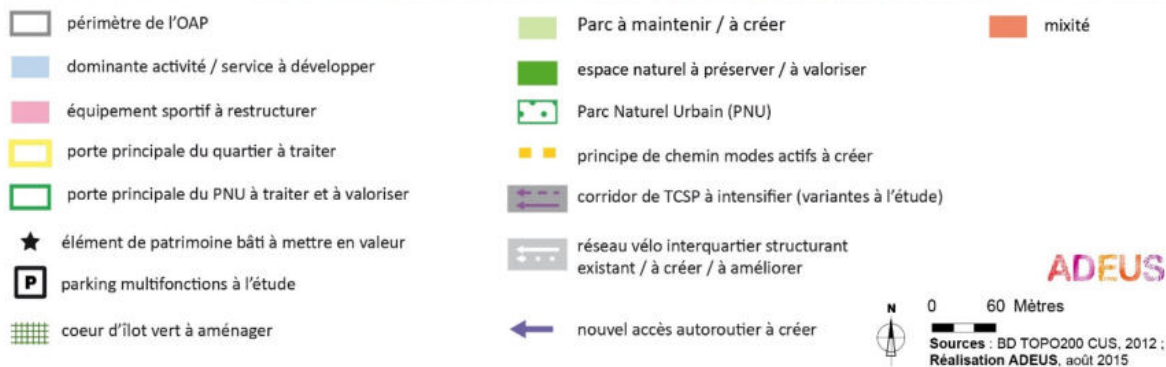 périmètre de l'OAP
dominante activité / service à développer
équipement sportif à restructurer
porte principale du quartier à traiter
porte principale du PNU à traiter et à valoriser
élément de patrimoine bâti à mettre en valeur
P
parking multifonctions à l'étude
coeur d'îlot vert à aménager
Parc à maintenir / à créer
espace naturel à préserver / à valoriser
Parc Naturel Urbain (PNU)
principe de chemin modes actifs à créer
corridor de TCSP à intensifier (variantes à l'étude)
réseau vélo interquartier structurant
existant / à créer / à améliorer
nouvel accès autoroutier à créer
mixité
ADEUS
N
0 60 Mètres
Sources : BD TOPO200 CUS, 2012 ;
Réalisation ADEUS, août 2015